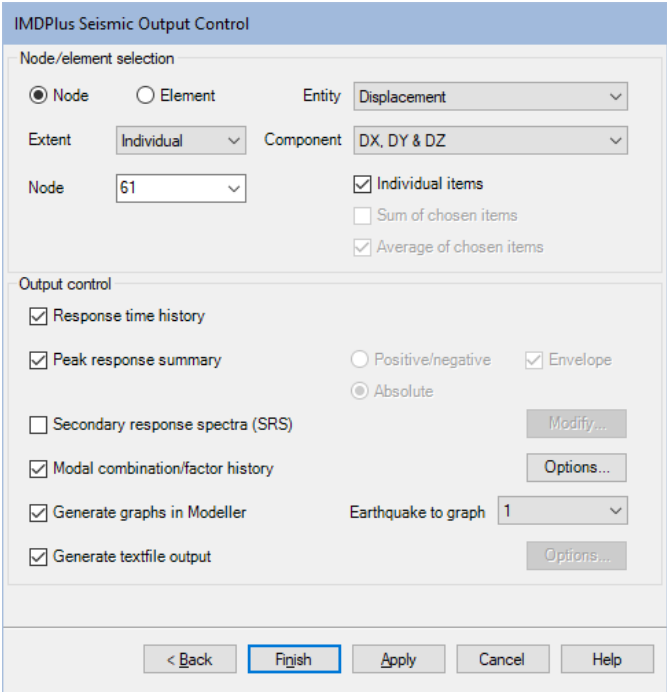 IMDPlus Seismic Output Control
Node/element selection
Node Element Entity Displacement
Extent Individual Component DX, DY & DZ
Node 61 Individual items
Sum of chosen items
Average of chosen items
Output control
Response time history
Peak response summary Positive/negative Envelope
Absolute
Secondary response spectra (SRS) Modify...
Modal combination/factor history Options...
Generate graphs in Modeller Earthquake to graph 1
Generate textfile output Options...
< Back Finish Apply Cancel Help